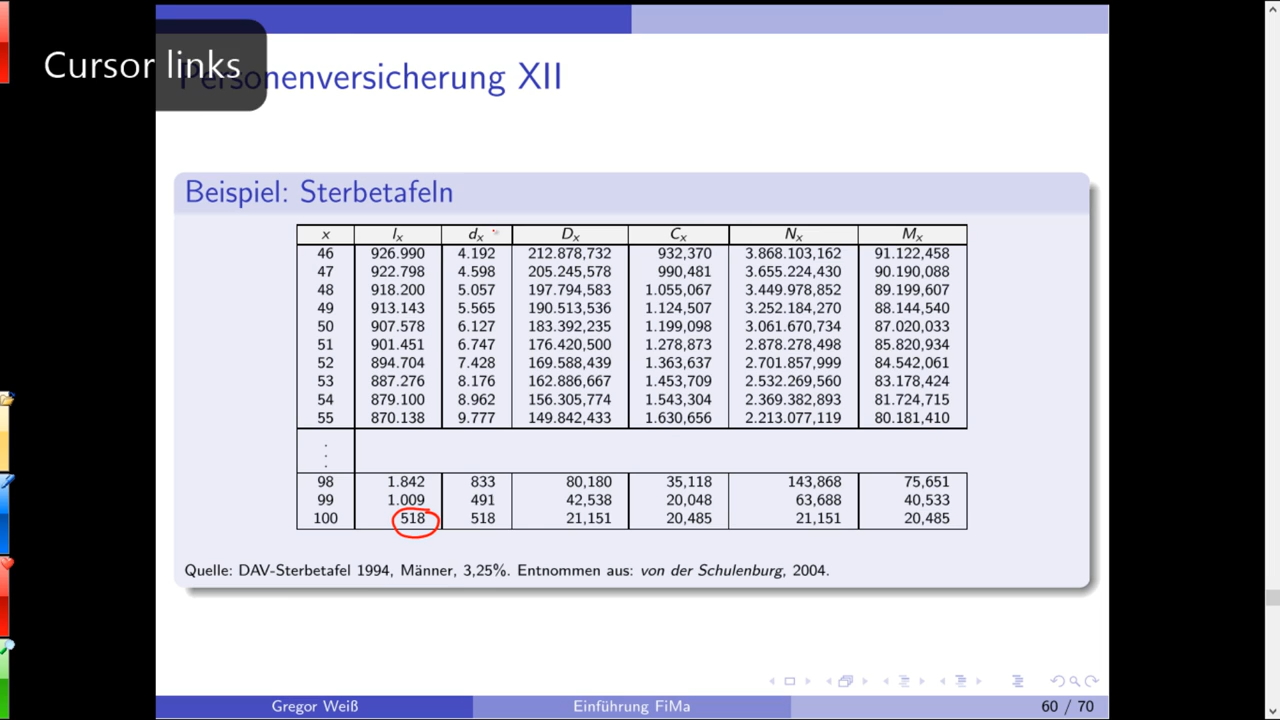 Cursor links
Personenversicherung XII
Beispiel: Sterbetafeln
x lx dx Dx Cx Nx Mx
46 926.990 4.192 212.878,732 932,370 3.868.103,162 91.122,458
47 922.798 4.598 205.245,578 990,481 3.655.224,430 90.190,088
48 918.200 5.057 197.794,583 1.055,067 3.449.978,852 89.199,607
49 913.143 5.565 190.513,536 1.124,507 3.252.184,270 88.144,540
50 907.578 6.127 183.392,235 1.199,098 3.061.670,734 87.020,033
51 901.451 6.747 176.420,500 1.278,873 2.878.278,498 85.820,934
52 894.704 7.428 169.588,439 1.363,637 2.701.857,999 84.542,061
53 887.276 8.176 162.886,667 1.453,709 2.532.269,560 83.178,424
54 879.100 8.962 156.305,774 1.543,304 2.369.382,893 81.724,715
55 870.138 9.777 149.842,433 1.630,656 2.213.077,119 80.181,410
98 1.842 833 80,180 35,118 143,868 75,651
99 1.009 491 42,538 20,048 63,688 40,533
100 518 518 21,151 20,485 21,151 20,485
Quelle: DAV-Sterbetafel 1994, Männer, 3,25%. Entnommen aus: von der Schulenburg, 2004.
Gregor Weiß Einführung FiMa 60 / 70